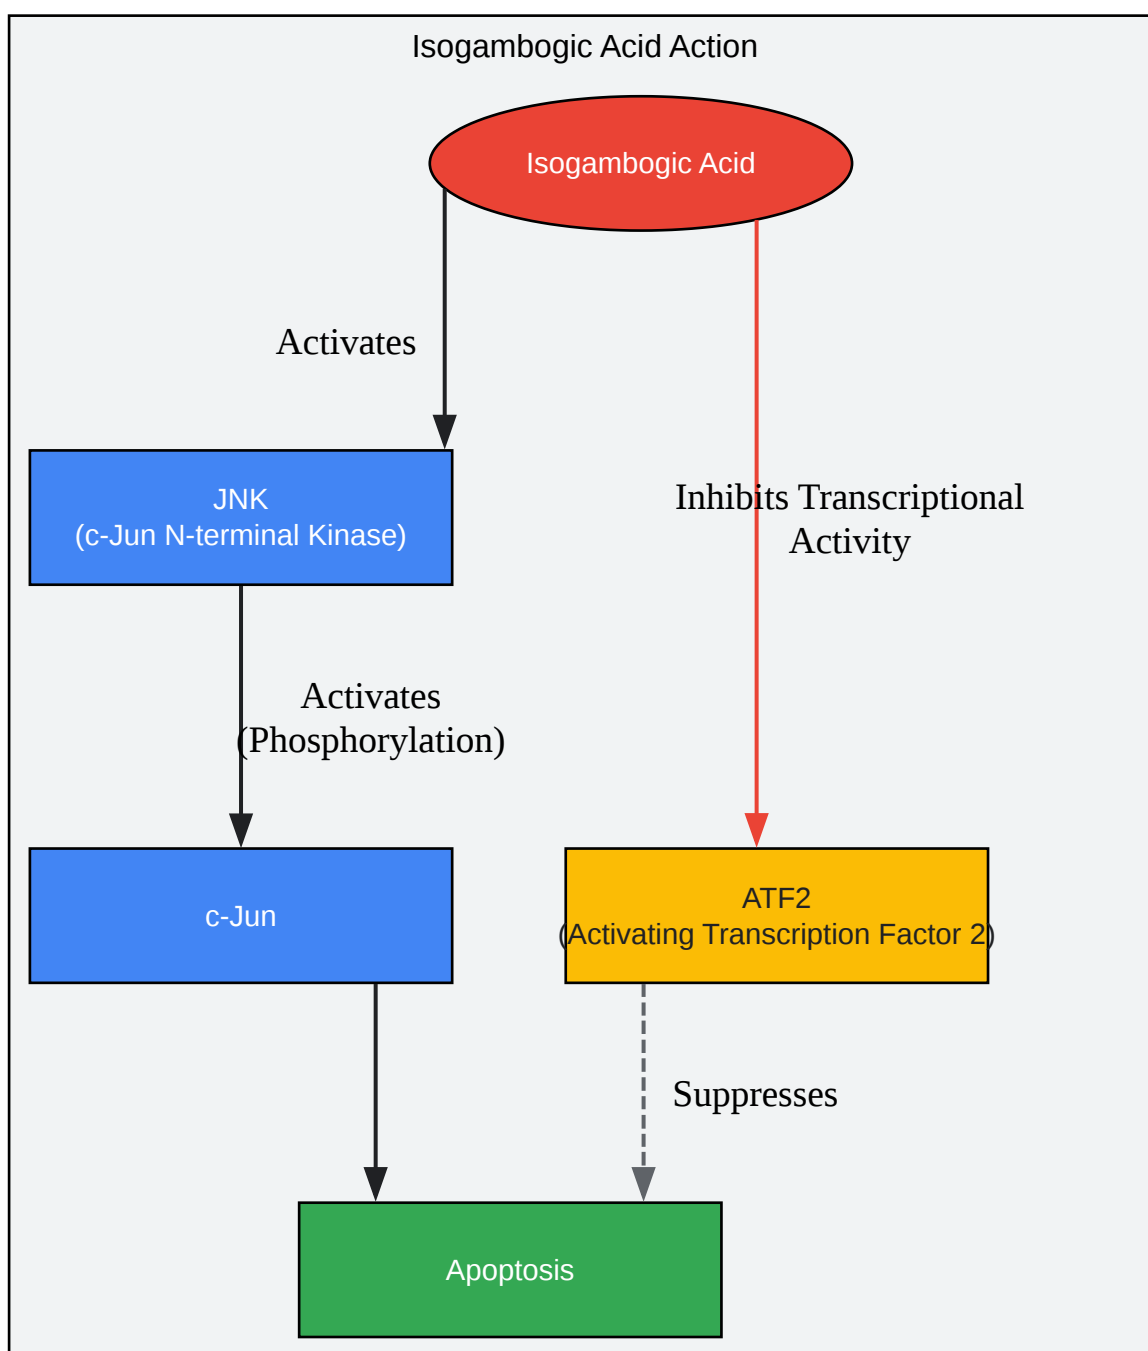 Isogambogic Acid Action
Isogambogic Acid
Activates
JNK
(c-Jun N-terminal Kinase)
Inhibits Transcriptional
Activity
Activates
(Phosphorylation)
c-Jun
ATF2
(Activating Transcription Factor 2)
Suppresses
Apoptosis